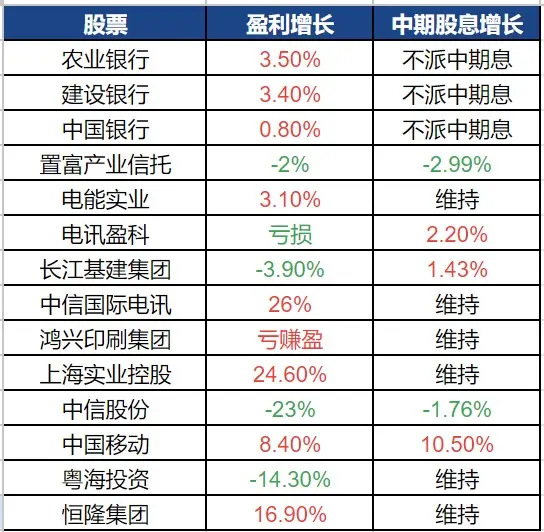 股票 盈利增长 中期股息增长
农业银行 3.50% 不派中期息
建设银行 3.40% 不派中期息
中国银行 0.80% 不派中期息
置富产业信托 -2% -2.99%
电能实业 3.10% 维持
电讯盈科 亏损 2.20%
长江基建集团 -3.90% 1.43%
中信国际电讯 26% 维持
鸿兴印刷集团 亏赚盈 维持
上海实业控股 24.60% 维持
中信股份 -23% -1.76%
中国移动 8.40% 10.50%
粤海投资 -14.30% 维持
恒隆集团 16.90% 维持